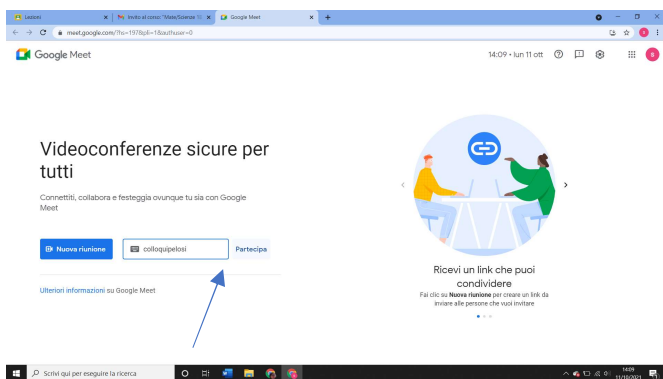 Lezioni
Invito al corso: "Mate/Scienze 1
Google Meet
meet.google.com/?hs=197&pli=1&authuser=0
Google Meet
14:09 • lun 11 ott
Videoconferenze sicure per
tutti
Connettiti, collabora e festeggia ovunque tu sia con Google
Meet
Nuova riunione
colloquipelosi
Partecipa
Ulteriori informazioni su Google Meet
Ricevi un link che puoi
condividere
Fai clic su Nuova riunione per creare un link da
inviare alle persone che vuoi invitare
Scrivi qui per eseguire la ricerca
14:09
11/10/2021